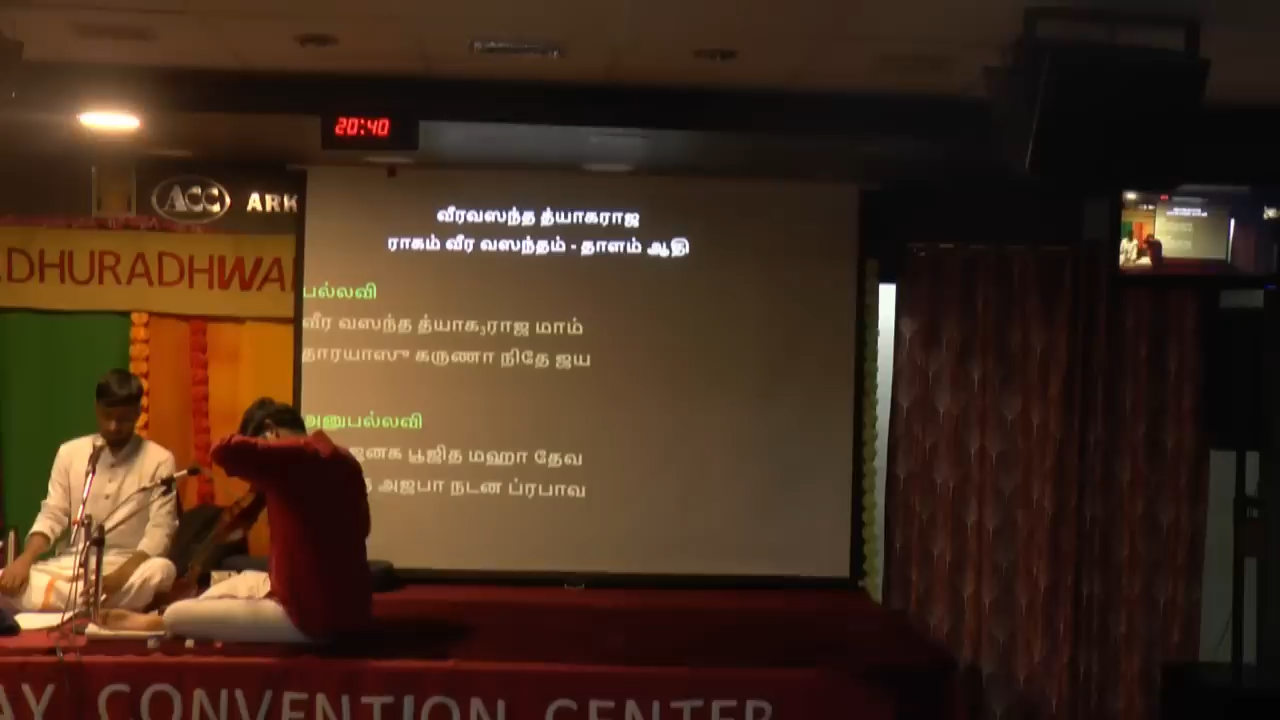 20:40
ACC ARK
DHURADHWA
வீரவஸந்த த்யாகராஜ
ராகம் வீர வஸந்தம் - தாளம் ஆதி
பல்லவி
வீர வஸந்த த்யாக₃ராஜ மாம்
தாரயாஸு கருணா நிதே ஜய
அனுபல்லவி
ஜனக பூஜித மஹா தேவ
அஜபா நடன ப்ரபாவ
AY CONVENTION CENTER